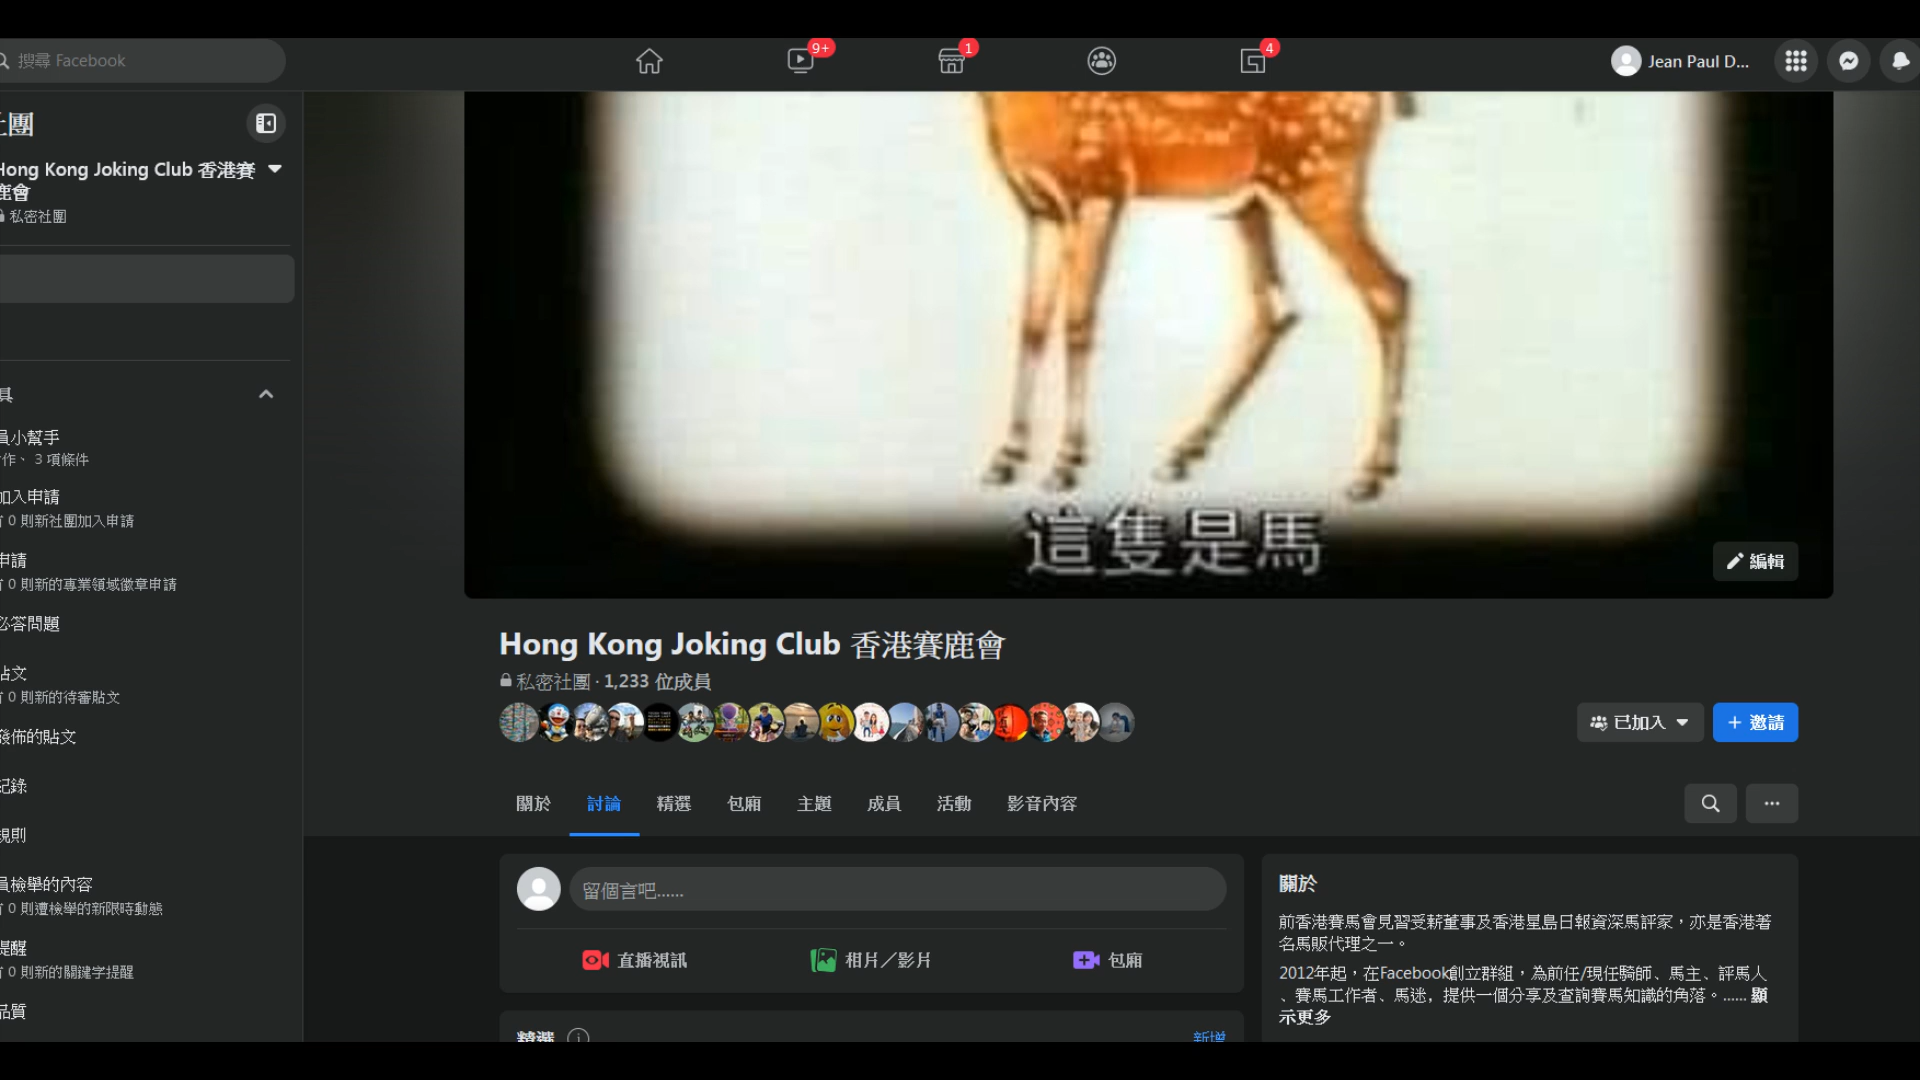 搜尋 Facebook
9+
1
4
Jean Paul D...
社團
Hong Kong Joking Club 香港賽
鹿會
私密社團
具
員小幫手
作、 3 項條件
加入申請
0 則新社團加入申請
申請
0 則新的專業領域徽章申請
必答問題
貼文
0 則新的待審貼文
發佈的貼文
紀錄
規則
員檢舉的內容
0 則遭檢舉的新限時動態
提醒
0 則新的關鍵字提醒
品質
這隻是馬
編輯
Hong Kong Joking Club 香港賽鹿會
私密社團 · 1,233 位成員
已加入
+ 邀請
關於
討論
精選
包廂
主題
成員
活動
影音內容
留個言吧......
直播視訊
相片／影片
包廂
精選
新增
關於
前香港賽馬會見習受薪董事及香港星島日報資深馬評家，亦是香港著
名馬販代理之一。
2012年起，在Facebook創立群組，為前任/現任騎師、馬主、評馬人
、賽馬工作者、馬迷，提供一個分享及查詢賽馬知識的角落。...... 顯
示更多